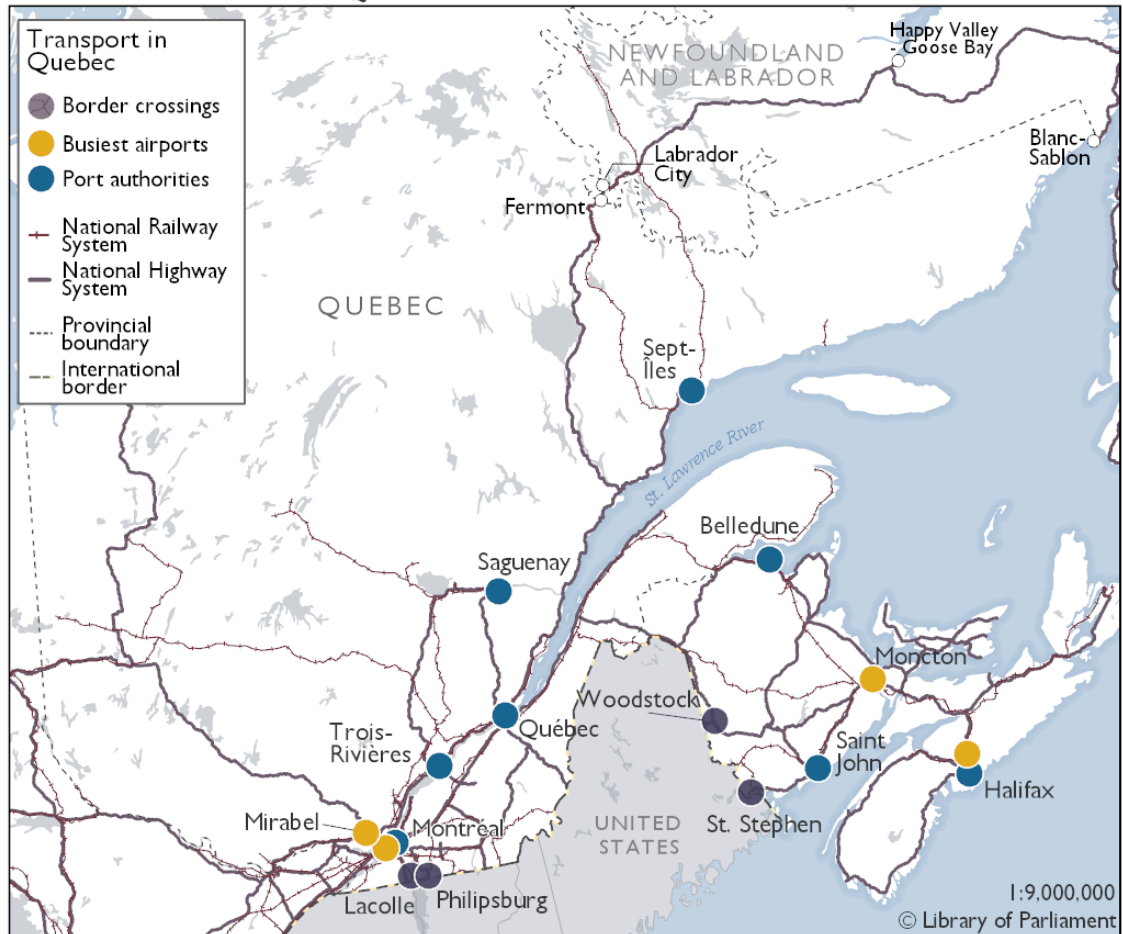 Transport in
Quebec
Border crossings
Busiest airports
Port authorities
National Railway
System
National Highway
System
Provincial
boundary
International
border
NEWFOUNDLAND
AND LABRADOR
Happy Valley
- Goose Bay
Blanc-
Sablon
Labrador
City
Fermont
QUEBEC
Sept-
Îles
St. Lawrence River
Belledune
Saguenay
Moncton
Woodstock
Québec
Trois-
Rivières
Saint
John
Halifax
Mirabel
Montréal
St. Stephen
UNITED
STATES
Lacolle
Philipsburg
1:9,000,000
© Library of Parliament